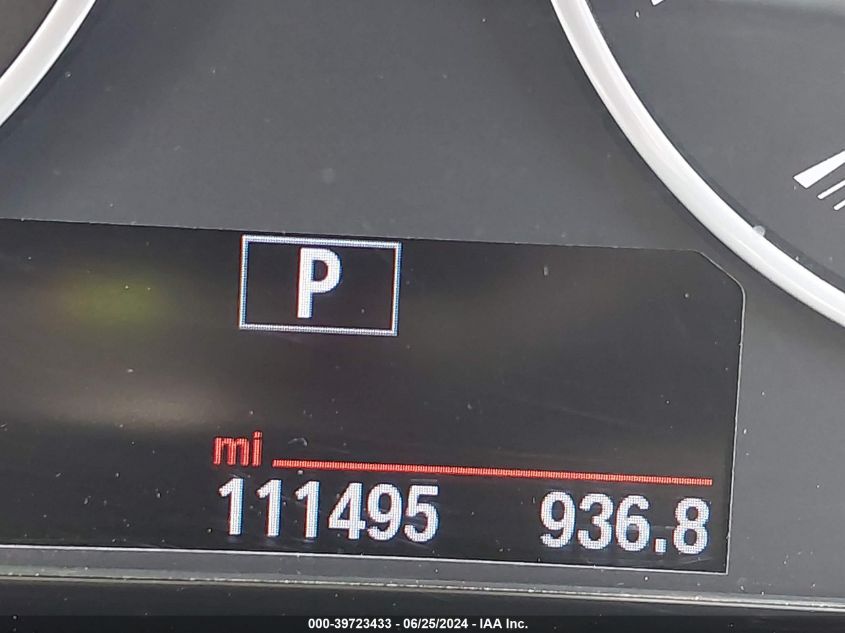 P
mi
111495 936.8
000-39723433 - 06/25/2024 - IAA Inc.